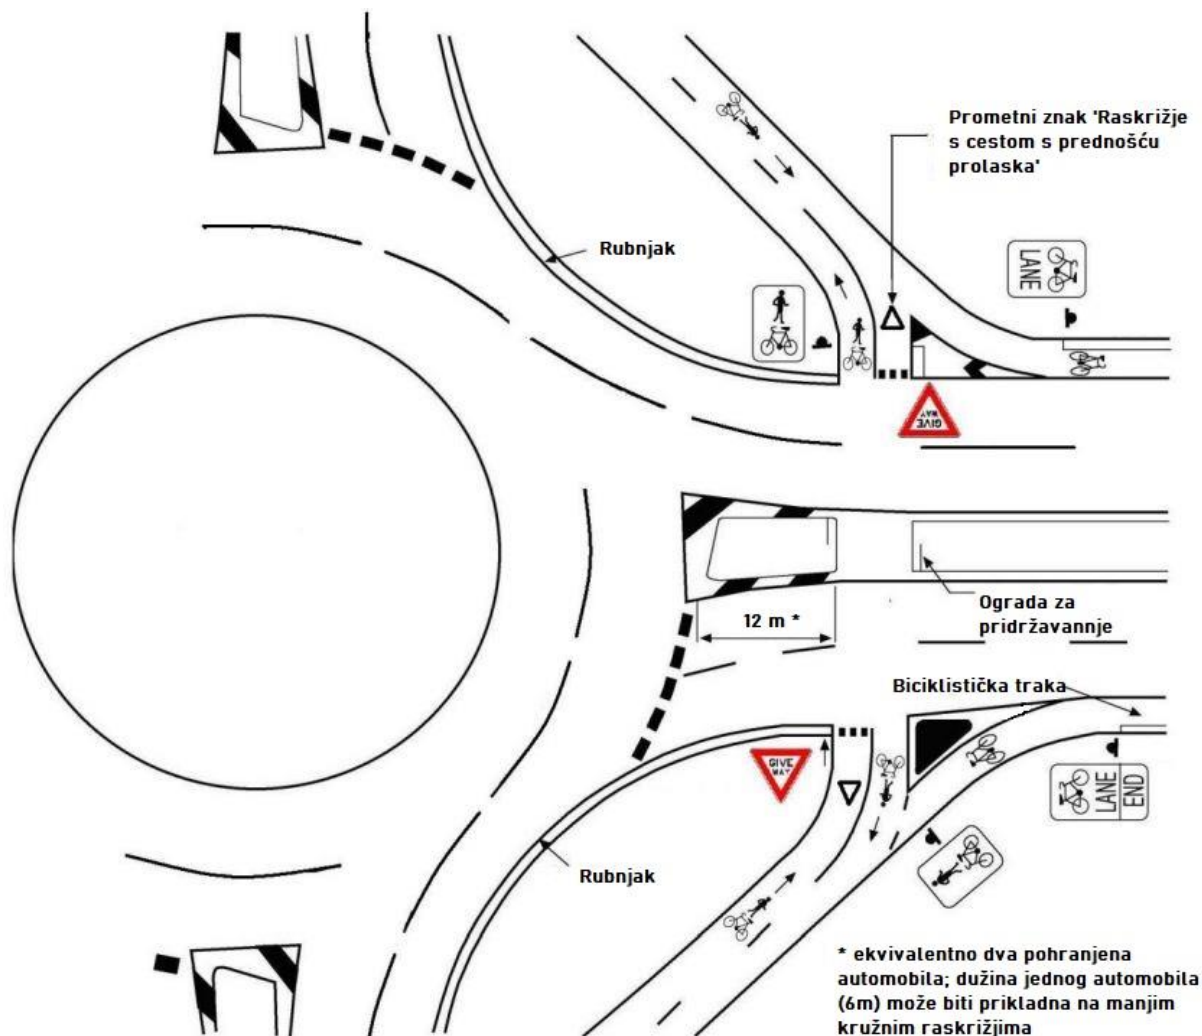 Prometni znak 'Raskrižje
s cestom s prednošću
prolaska'
Rubnjak
LANE
GIVE
WAY
Ograda za
pridržavannje
12 m *
Biciklistička traka
GIVE
WAY
LANE
END
Rubnjak
* ekvivalentno dva pohranjena
automobila; dužina jednog automobila
(6m) može biti prikladna na manjim
kružnim raskrižjima